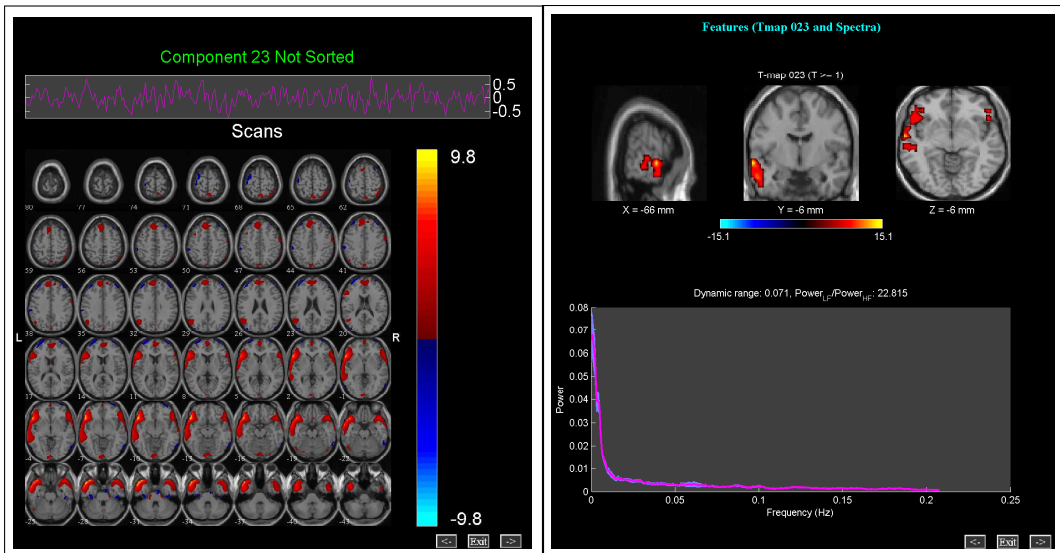 Component 23 Not Sorted
0.5
0
-0.5
Scans
9.8
-9.8
80 77 74 71 68 65 62
59 56 53 50 47 44 41
38 35 32 29 26 23 20
L R
17 14 11 8 5 2 -1
-4 -7 -10 -13 -16 -19 -22
-25 -28 -31 -34 -37 -40 -43
<- Exit ->
Features (Tmap 023 and Spectra)
T-map 023 (T >= 1)
X = -66 mm Y = -6 mm Z = -6 mm
-15.1 15.1
Dynamic range: 0.071, Power_LF/Power_HF: 22.815
0.08
0.07
0.06
0.05
0.04
0.03
0.02
0.01
0
Power
0 0.05 0.1 0.15 0.2 0.25
Frequency (Hz)
<- Exit ->